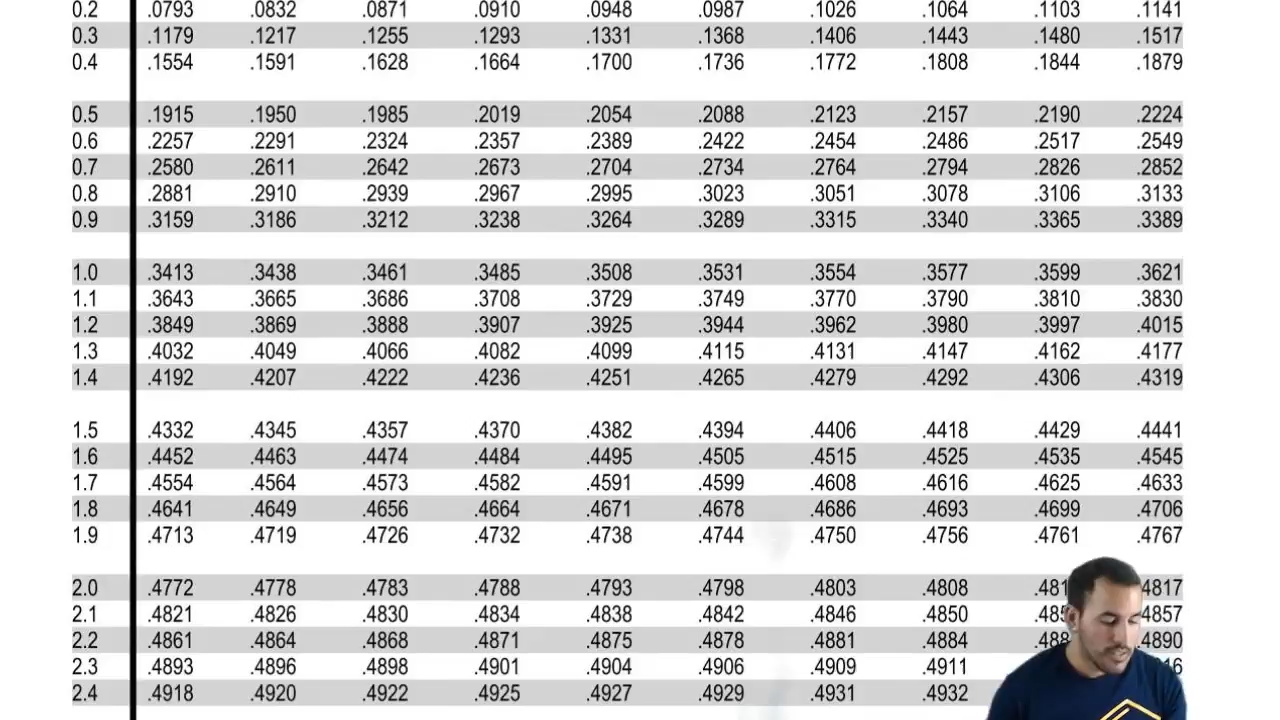 0.2 .0793 .0832 .0871 .0910 .0948 .0987 .1026 .1064 .1103 .1141
0.3 .1179 .1217 .1255 .1293 .1331 .1368 .1406 .1443 .1480 .1517
0.4 .1554 .1591 .1628 .1664 .1700 .1736 .1772 .1808 .1844 .1879
0.5 .1915 .1950 .1985 .2019 .2054 .2088 .2123 .2157 .2190 .2224
0.6 .2257 .2291 .2324 .2357 .2389 .2422 .2454 .2486 .2517 .2549
0.7 .2580 .2611 .2642 .2673 .2704 .2734 .2764 .2794 .2826 .2852
0.8 .2881 .2910 .2939 .2967 .2995 .3023 .3051 .3078 .3106 .3133
0.9 .3159 .3186 .3212 .3238 .3264 .3289 .3315 .3340 .3365 .3389
1.0 .3413 .3438 .3461 .3485 .3508 .3531 .3554 .3577 .3599 .3621
1.1 .3643 .3665 .3686 .3708 .3729 .3749 .3770 .3790 .3810 .3830
1.2 .3849 .3869 .3888 .3907 .3925 .3944 .3962 .3980 .3997 .4015
1.3 .4032 .4049 .4066 .4082 .4099 .4115 .4131 .4147 .4162 .4177
1.4 .4192 .4207 .4222 .4236 .4251 .4265 .4279 .4292 .4306 .4319
1.5 .4332 .4345 .4357 .4370 .4382 .4394 .4406 .4418 .4429 .4441
1.6 .4452 .4463 .4474 .4484 .4495 .4505 .4515 .4525 .4535 .4545
1.7 .4554 .4564 .4573 .4582 .4591 .4599 .4608 .4616 .4625 .4633
1.8 .4641 .4649 .4656 .4664 .4671 .4678 .4686 .4693 .4699 .4706
1.9 .4713 .4719 .4726 .4732 .4738 .4744 .4750 .4756 .4761 .4767
2.0 .4772 .4778 .4783 .4788 .4793 .4798 .4803 .4808 4817
2.1 .4821 .4826 .4830 .4834 .4838 .4842 .4846 .4850 4857
2.2 .4861 .4864 .4868 .4871 .4875 .4878 .4881 .4884 .4890
2.3 .4893 .4896 .4898 .4901 .4904 .4906 .4909 .4911
2.4 .4918 .4920 .4922 .4925 .4927 .4929 .4931 .4932